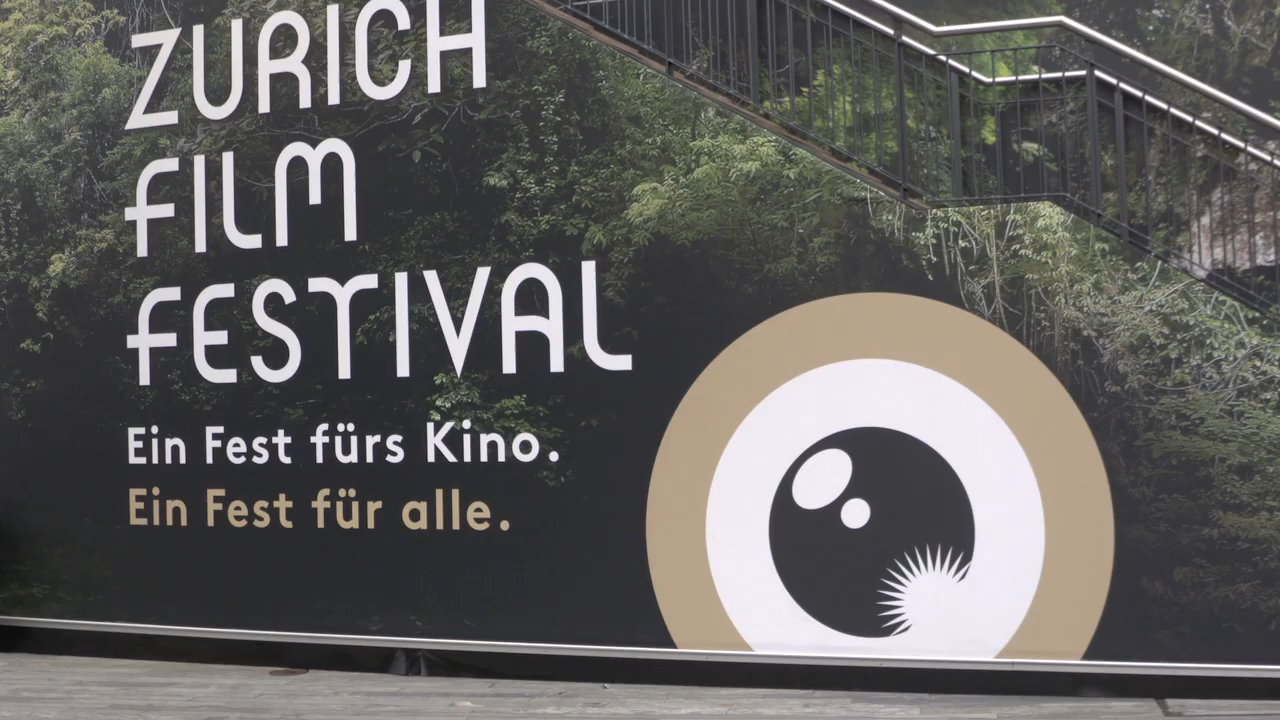 ZURICH
FILM
FESTIVAL
Ein Fest fürs Kino.
Ein Fest für alle.